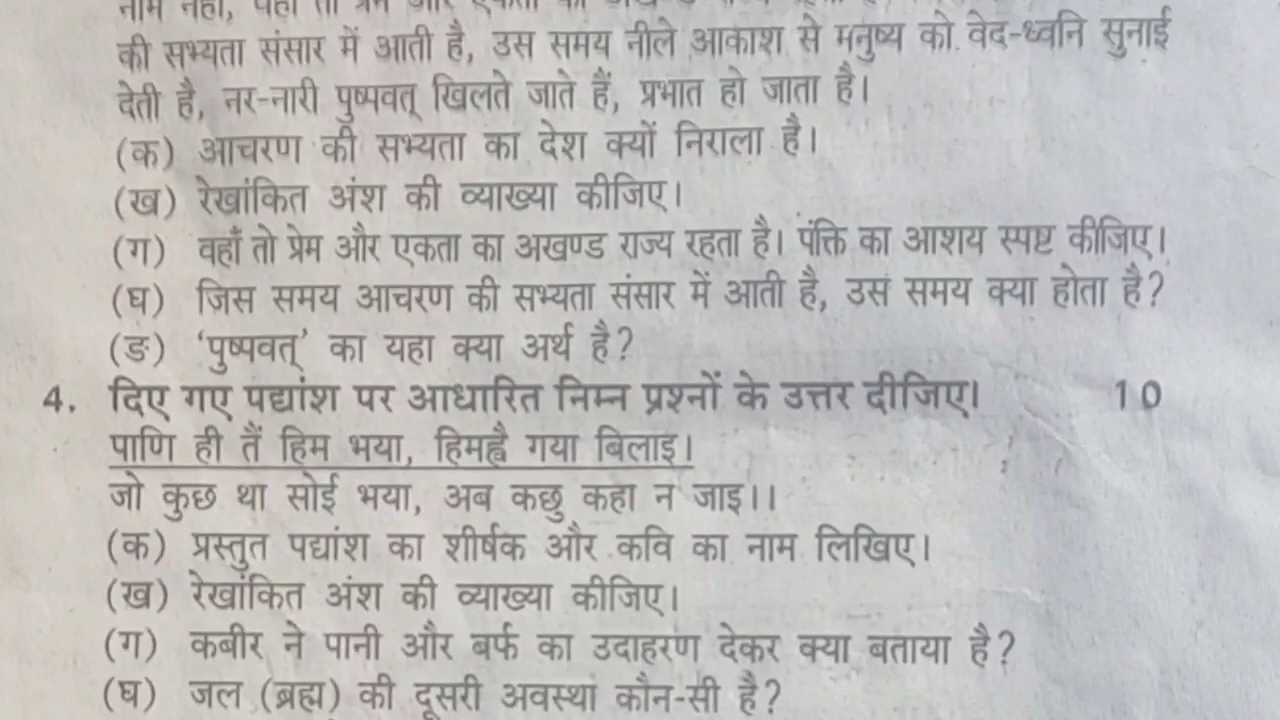 की सभ्यता संसार में आती है, उस समय नीले आकाश से मनुष्य को वेद-ध्वनि सुनाई
देती है, नर-नारी पुष्पवत् खिलते जाते हैं, प्रभात हो जाता है।
(क) आचरण की सभ्यता का देश क्यों निराला है।
(ख) रेखांकित अंश की व्याख्या कीजिए।
(ग) वहाँ तो प्रेम और एकता का अखण्ड राज्य रहता है। पंक्ति का आशय स्पष्ट कीजिए।
(घ) जिस समय आचरण की सभ्यता संसार में आती है, उस समय क्या होता है?
(ङ) 'पुष्पवत्' का यहा क्या अर्थ है?
4. दिए गए पद्यांश पर आधारित निम्न प्रश्नों के उत्तर दीजिए। 10
पाणि ही तैं हिम भया, हिमह्वै गया बिलाइ।
जो कुछ था सोई भया, अब कछु कहा न जाइ।।
(क) प्रस्तुत पद्यांश का शीर्षक और कवि का नाम लिखिए।
(ख) रेखांकित अंश की व्याख्या कीजिए।
(ग) कबीर ने पानी और बर्फ का उदाहरण देकर क्या बताया है?
(घ) जल (ब्रह्म) की दूसरी अवस्था कौन-सी है?